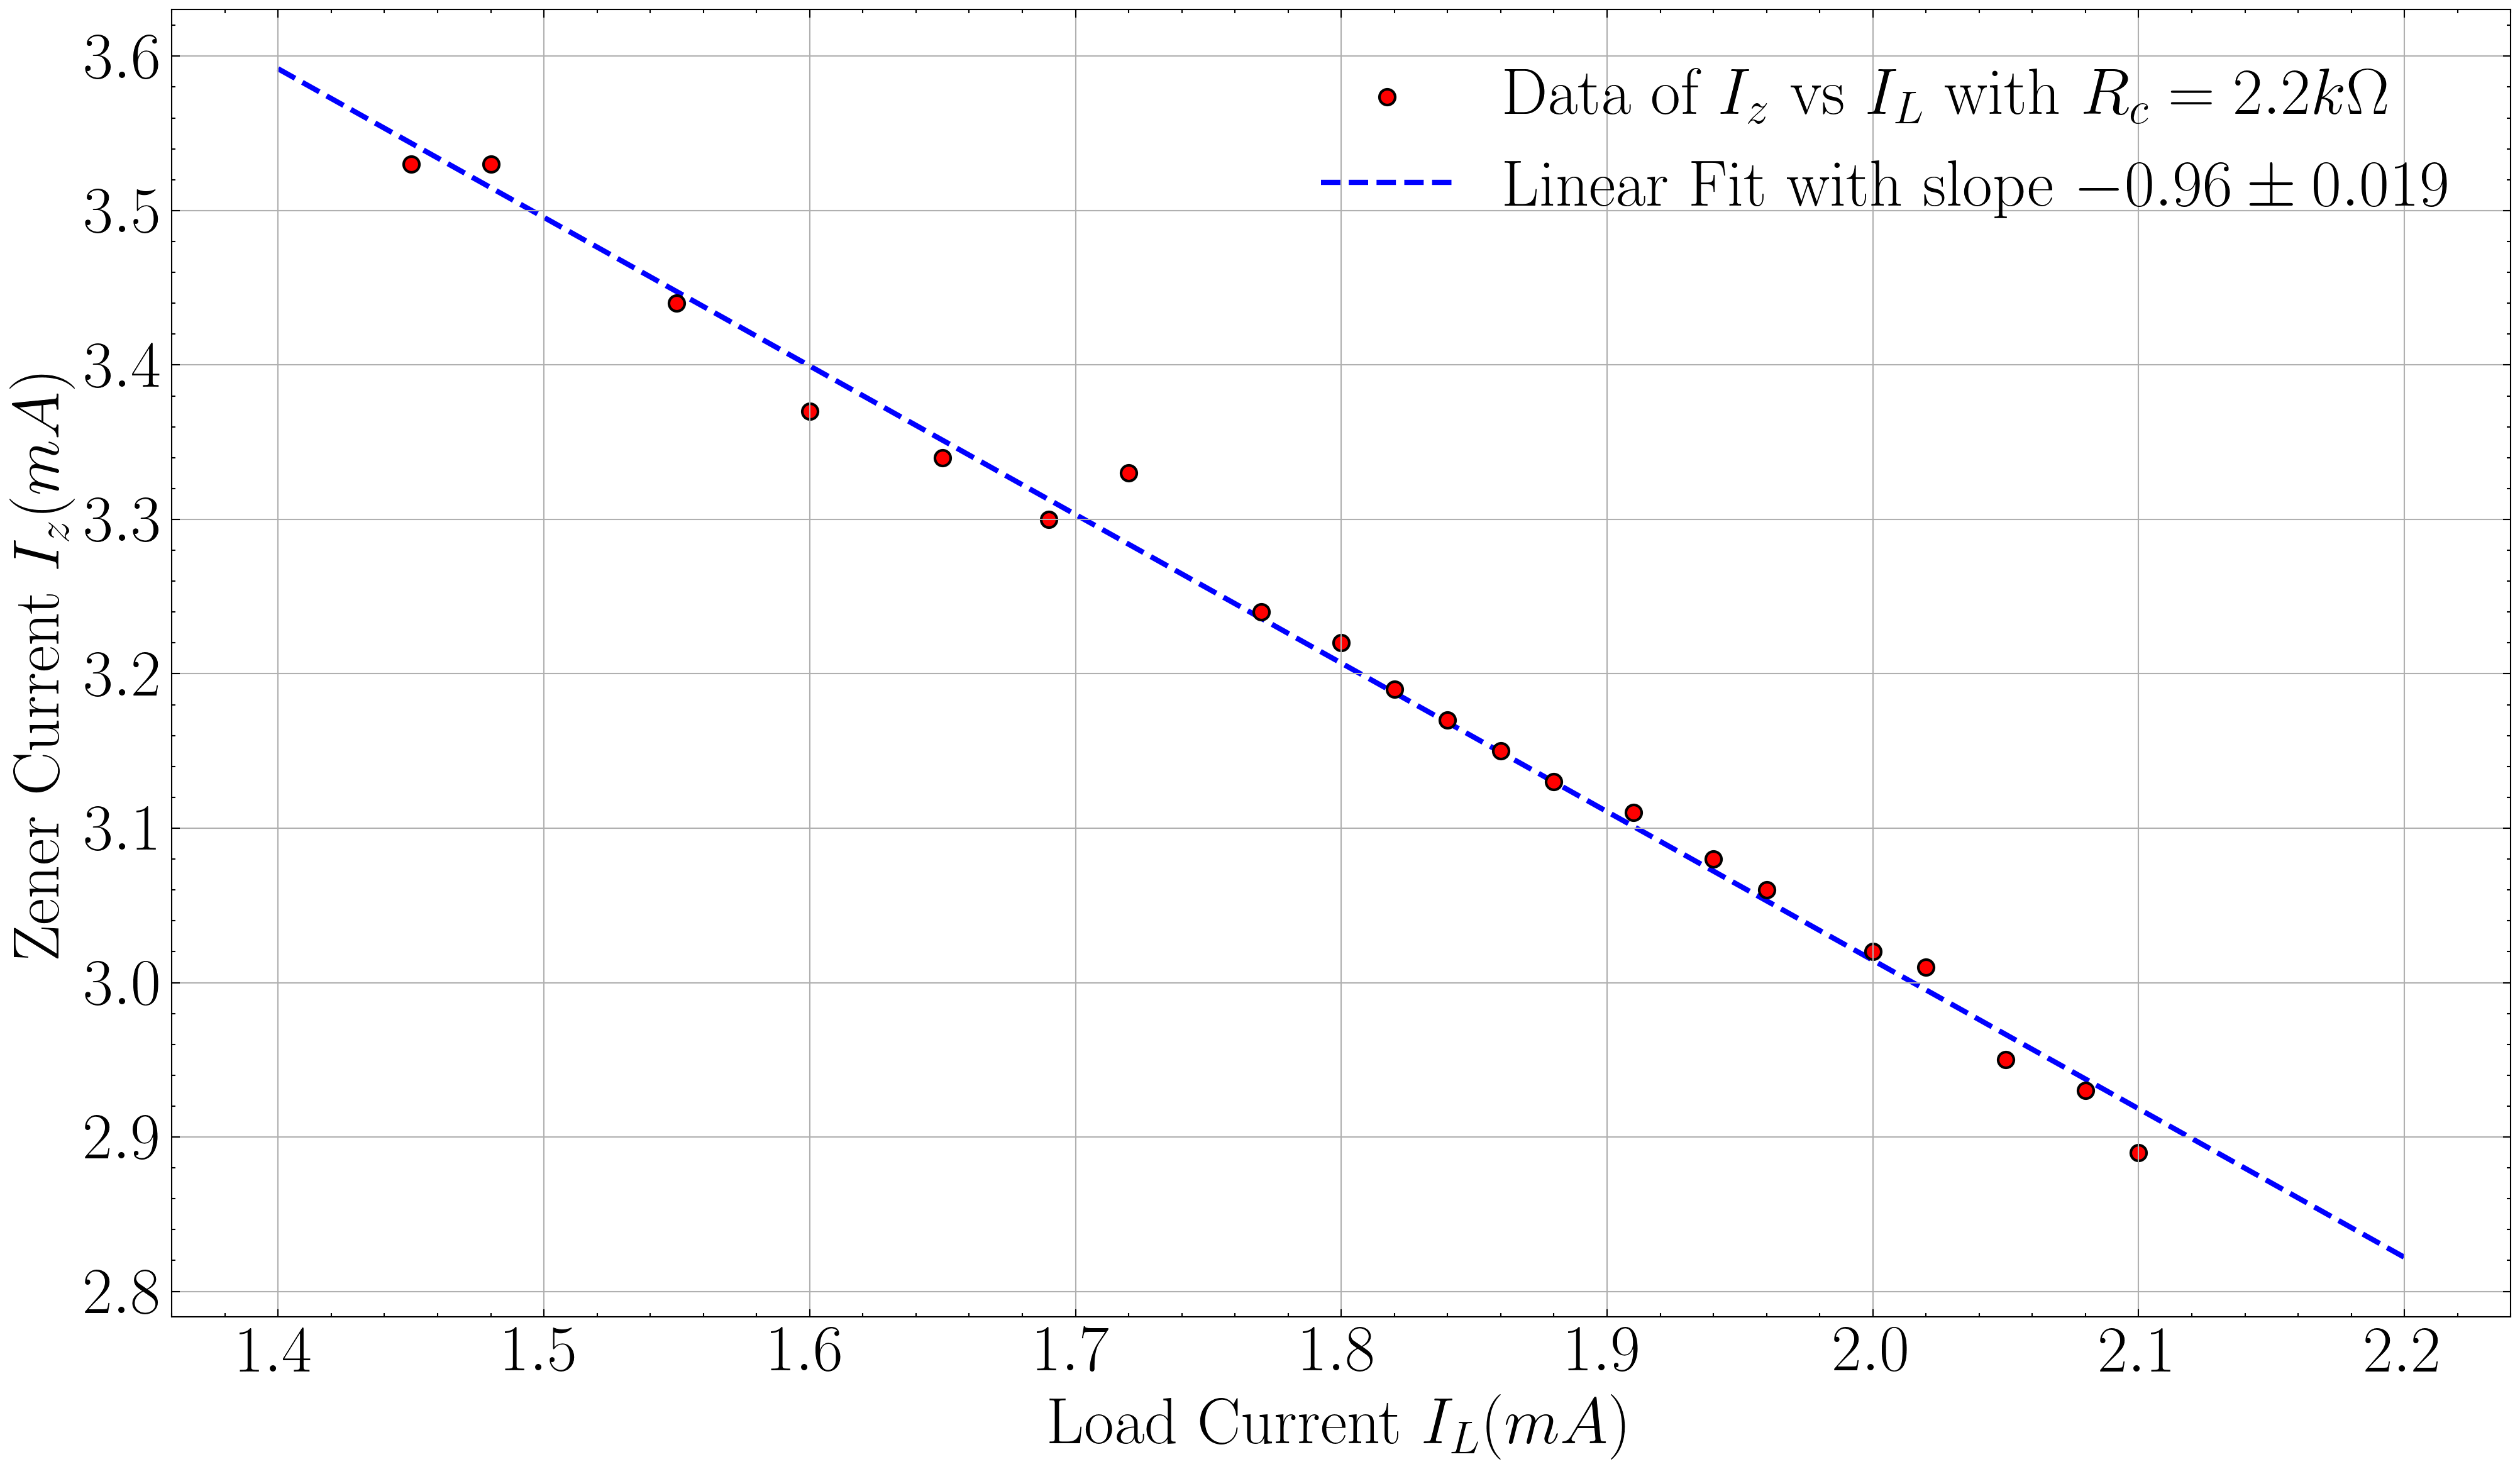 Data of I_z vs I_L with R_c = 2.2kΩ
Linear Fit with slope −0.96 ± 0.019
Zener Current I_z(mA)
3.6
3.5
3.4
3.3
3.2
3.1
3.0
2.9
2.8
1.4 1.5 1.6 1.7 1.8 1.9 2.0 2.1 2.2
Load Current I_L(mA)